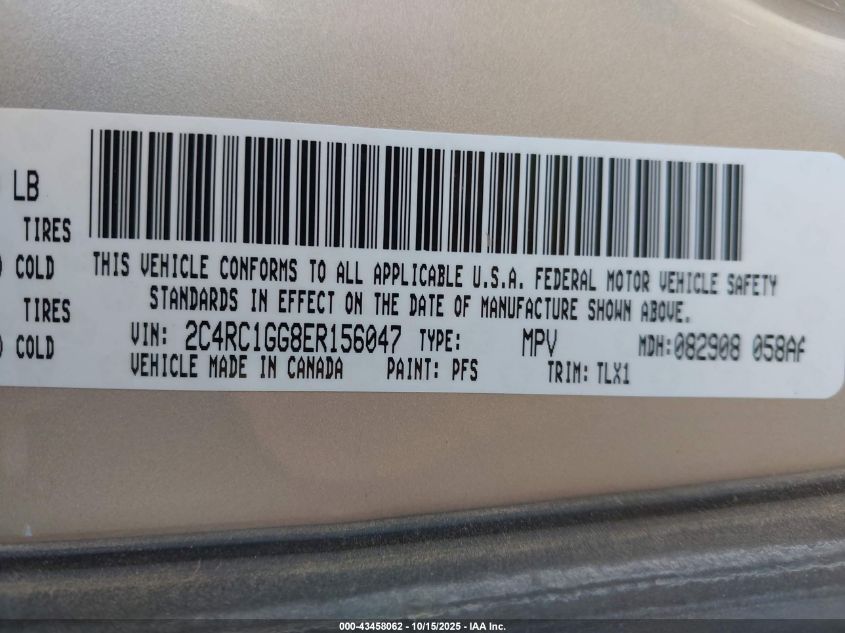 LB
TIRES
COLD
TIRES
COLD
THIS VEHICLE CONFORMS TO ALL APPLICABLE U.S.A. FEDERAL MOTOR VEHICLE SAFETY
STANDARDS IN EFFECT ON THE DATE OF MANUFACTURE SHOWN ABOVE.
VIN: 2C4RC1GG8ER156047 TYPE: MPV MDH:082908 058AF
VEHICLE MADE IN CANADA PAINT: PFS TRIM: TLX1
000-43458062 - 10/15/2025 - IAA Inc.